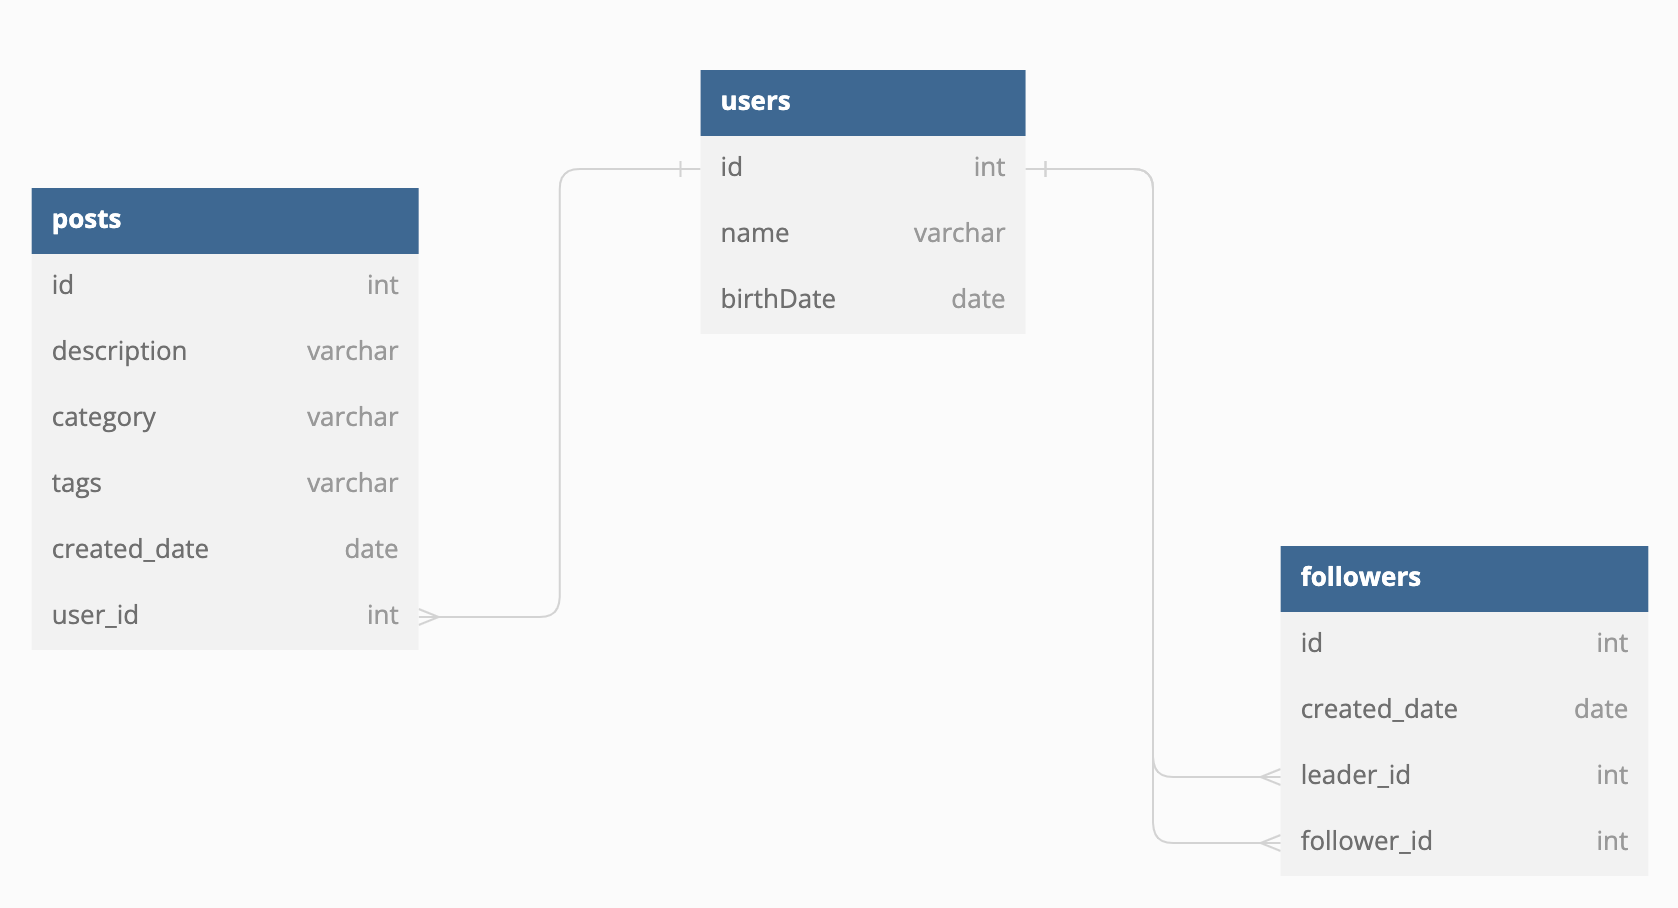 users
id int
name varchar
birthDate date
posts
id int
description varchar
category varchar
tags varchar
created_date date
user_id int
followers
id int
created_date date
leader_id int
follower_id int